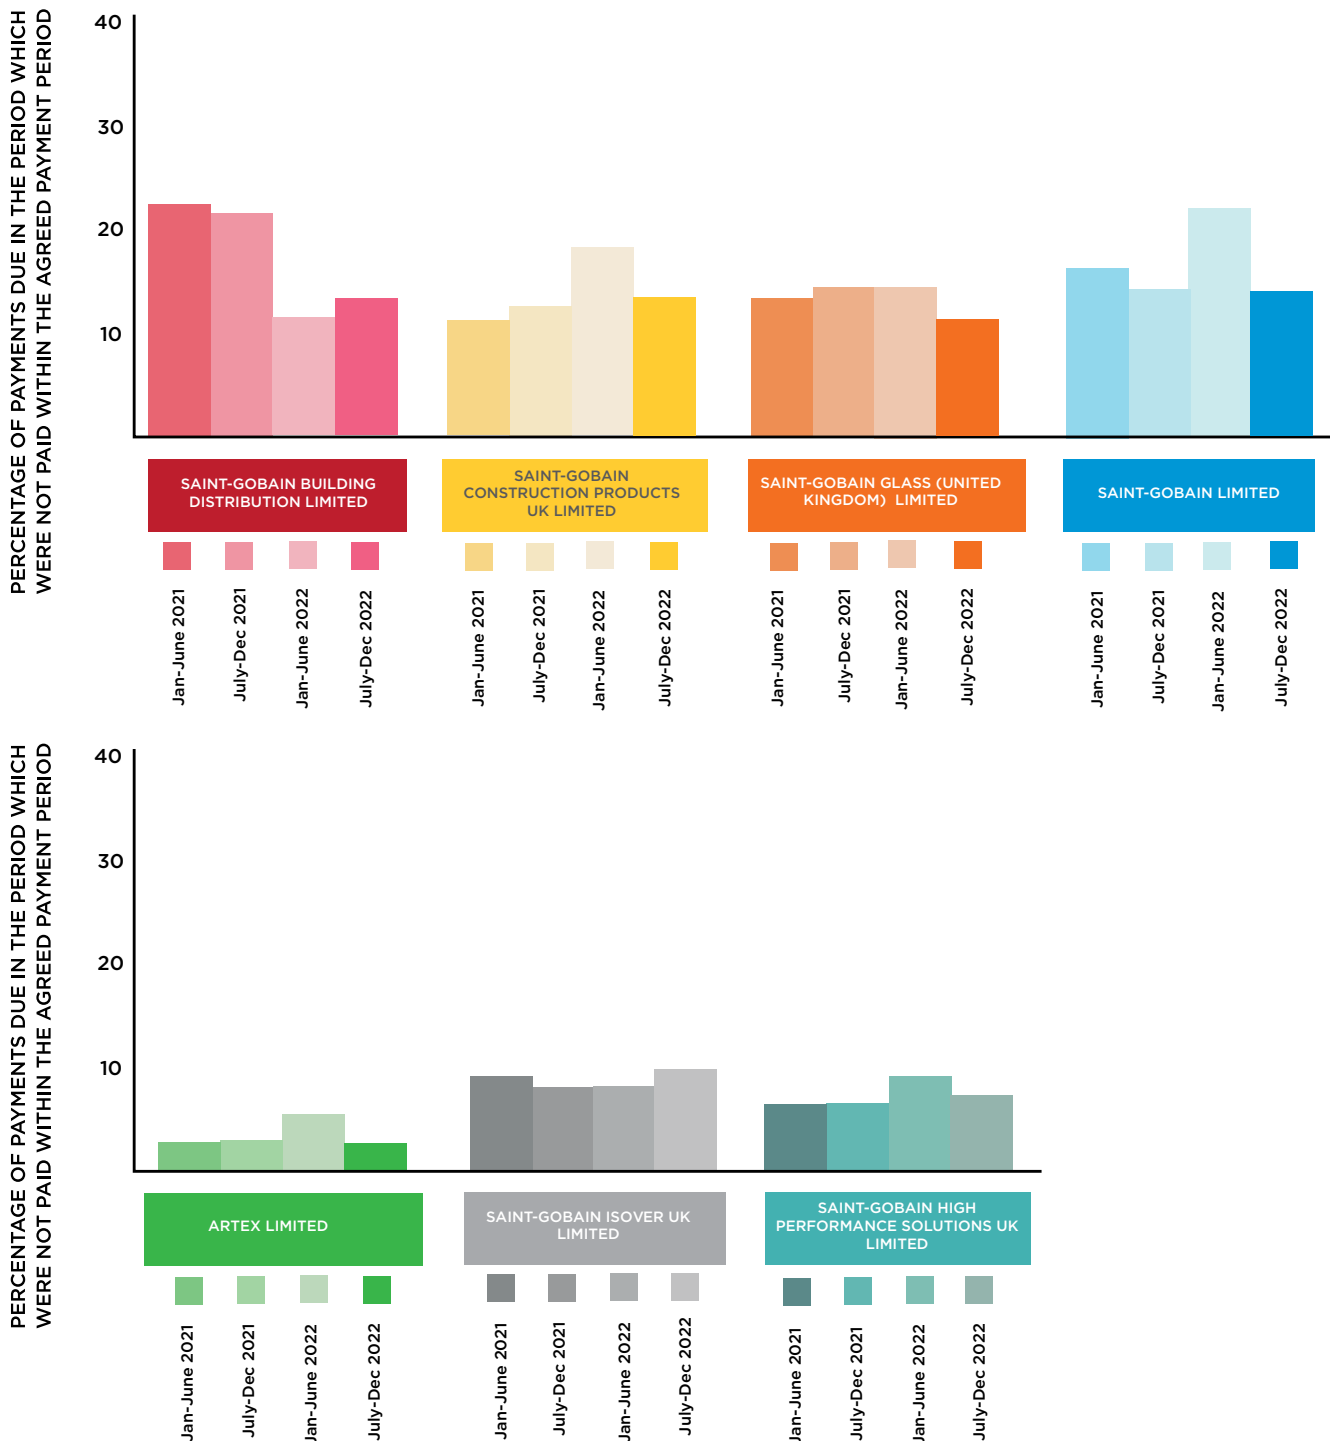 PERCENTAGE OF PAYMENTS DUE IN THE PERIOD WHICH
WERE NOT PAID WITHIN THE AGREED PAYMENT PERIOD
40
30
20
10
SAINT-GOBAIN BUILDING
DISTRIBUTION LIMITED
SAINT-GOBAIN
CONSTRUCTION PRODUCTS
UK LIMITED
SAINT-GOBAIN GLASS (UNITED
KINGDOM) LIMITED
SAINT-GOBAIN LIMITED
Jan-June 2021
July-Dec 2021
Jan-June 2022
July-Dec 2022
Jan-June 2021
July-Dec 2021
Jan-June 2022
July-Dec 2022
Jan-June 2021
July-Dec 2021
Jan-June 2022
July-Dec 2022
Jan-June 2021
July-Dec 2021
Jan-June 2022
July-Dec 2022
PERCENTAGE OF PAYMENTS DUE IN THE PERIOD WHICH
WERE NOT PAID WITHIN THE AGREED PAYMENT PERIOD
40
30
20
10
ARTEX LIMITED
SAINT-GOBAIN ISOVER UK
LIMITED
SAINT-GOBAIN HIGH
PERFORMANCE SOLUTIONS UK
LIMITED
Jan-June 2021
July-Dec 2021
Jan-June 2022
July-Dec 2022
Jan-June 2021
July-Dec 2021
Jan-June 2022
July-Dec 2022
Jan-June 2021
July-Dec 2021
Jan-June 2022
July-Dec 2022